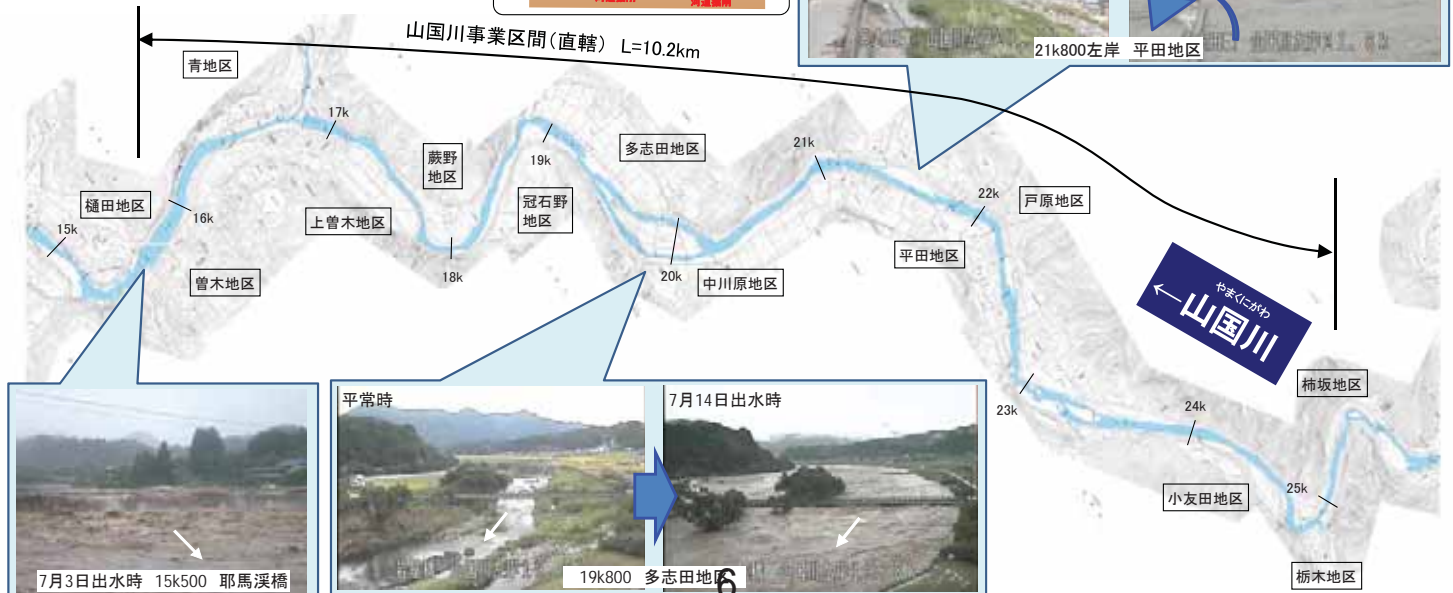 山国川事業区間(直轄) L=10.2km
21k800左岸 平田地区
青地区
17k
蕨野
地区
19k
多志田地区
21k
22k
戸原地区
樋田地区
16k
上曽木地区
冠石野
地区
平田地区
15k
18k
20k
中川原地区
曽木地区
やまくにがわ
←山国川
柿坂地区
23k
24k
25k
小友田地区
栃木地区
平常時
7月14日出水時
7月3日出水時 15k500 耶馬渓橋
19k800 多志田地区
6